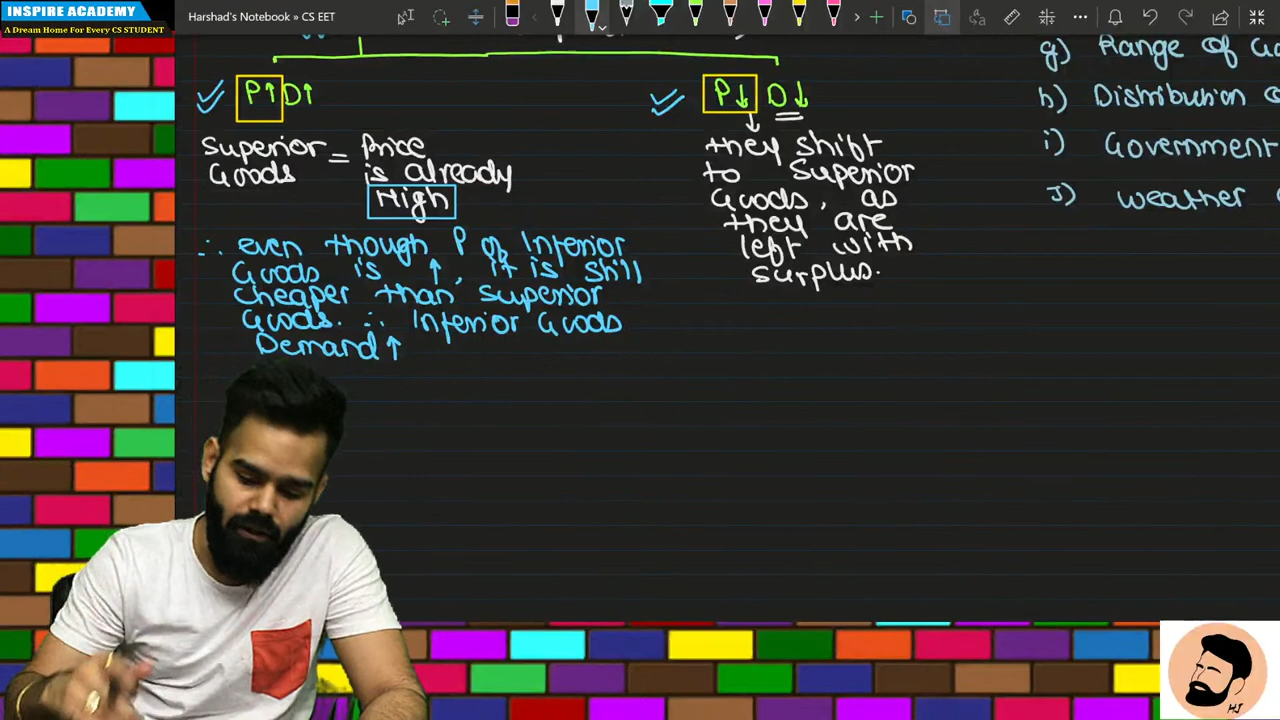 INSPIRE ACADEMY
A Dream Home For Every CS STUDENT
Harshad's Notebook » CS EET
P↑ D↑
Superior Goods = Price is already
High
∴ even though P of Inferior
Goods is ↑, it is still
cheaper than superior
Goods. ∴ Inferior Goods
Demand ↑
P↓ D↓
they shift
to Superior
Goods, as
they are
left with
surplus.
g) Range of
h) Distribution
i) Government
J) weather
HJ